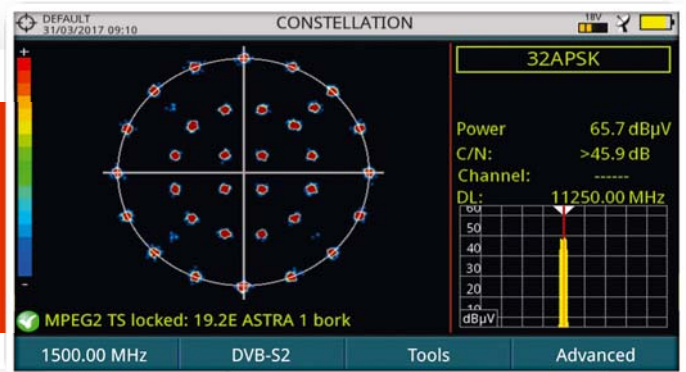 DEFAULT
31/03/2017 09:10
CONSTELLATION
18V
+
32APSK
Power 65.7 dBµV
C/N: >45.9 dB
Channel: ------
DL: 11250.00 MHz
60
50
40
30
20
10
dBµV
-
MPEG2 TS locked: 19.2E ASTRA 1 bork
1500.00 MHz
DVB-S2
Tools
Advanced